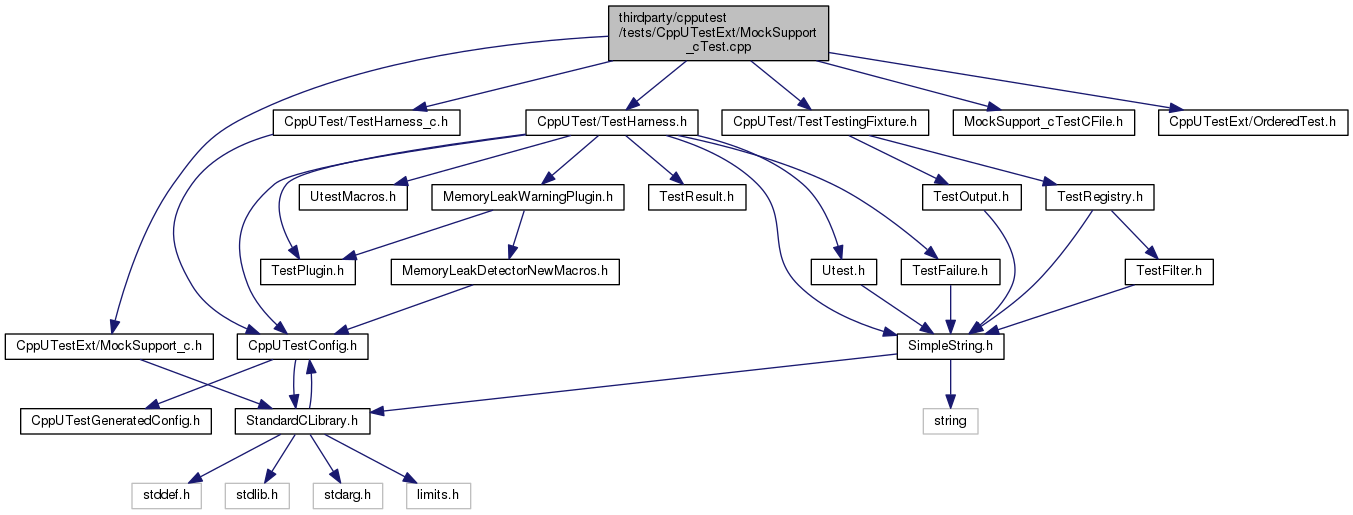 thirdparty/cpputest
/tests/CppUTestExt/MockSupport
_cTest.cpp
CppUTest/TestHarness_c.h
CppUTest/TestHarness.h
CppUTest/TestTestingFixture.h
MockSupport_cTestCFile.h
CppUTestExt/OrderedTest.h
UtestMacros.h
MemoryLeakWarningPlugin.h
TestResult.h
TestOutput.h
TestRegistry.h
TestPlugin.h
MemoryLeakDetectorNewMacros.h
Utest.h
TestFailure.h
TestFilter.h
CppUTestExt/MockSupport_c.h
CppUTestConfig.h
SimpleString.h
CppUTestGeneratedConfig.h
StandardCLibrary.h
string
stddef.h
stdlib.h
stdarg.h
limits.h